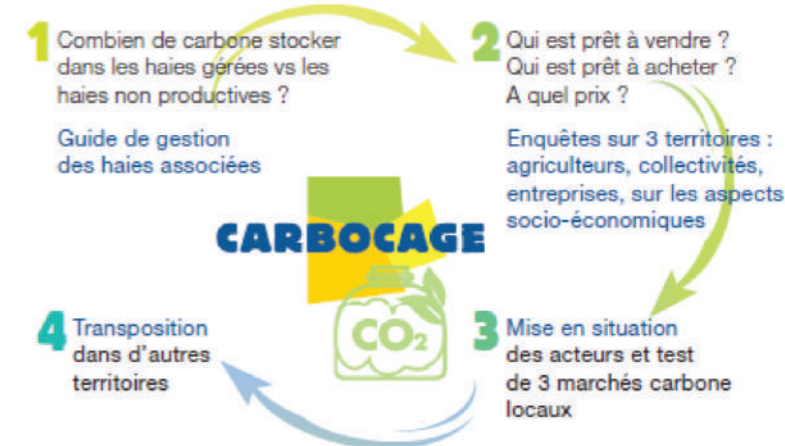 1 Combien de carbone stocker
dans les haies gérées vs les
haies non productives ?
Guide de gestion
des haies associées
2 Qui est prêt à vendre ?
Qui est prêt à acheter ?
A quel prix ?
Enquêtes sur 3 territoires :
agriculteurs, collectivités,
entreprises, sur les aspects
socio-économiques
CARBOCAGE
CO2
3 Mise en situation
des acteurs et test
de 3 marchés carbone
locaux
4 Transposition
dans d'autres
territoires